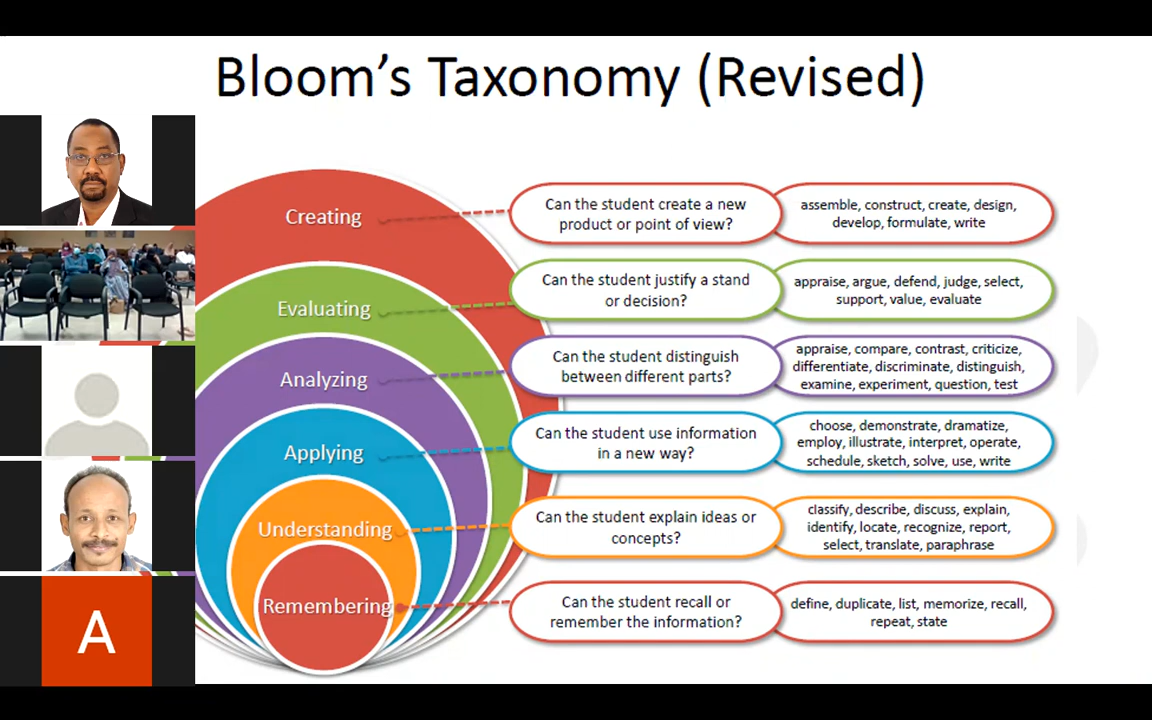 Bloom's Taxonomy (Revised)
Creating
Can the student create a new
product or point of view?
assemble, construct, create, design,
develop, formulate, write
Evaluating
Can the student justify a stand
or decision?
appraise, argue, defend, judge, select,
support, value, evaluate
Analyzing
Can the student distinguish
between different parts?
appraise, compare, contrast, criticize,
differentiate, discriminate, distinguish,
examine, experiment, question, test
Applying
Can the student use information
in a new way?
choose, demonstrate, dramatize,
employ, illustrate, interpret, operate,
schedule, sketch, solve, use, write
Understanding
Can the student explain ideas or
concepts?
classify, describe, discuss, explain,
identify, locate, recognize, report,
select, translate, paraphrase
Remembering
Can the student recall or
remember the information?
define, duplicate, list, memorize, recall,
repeat, state
A